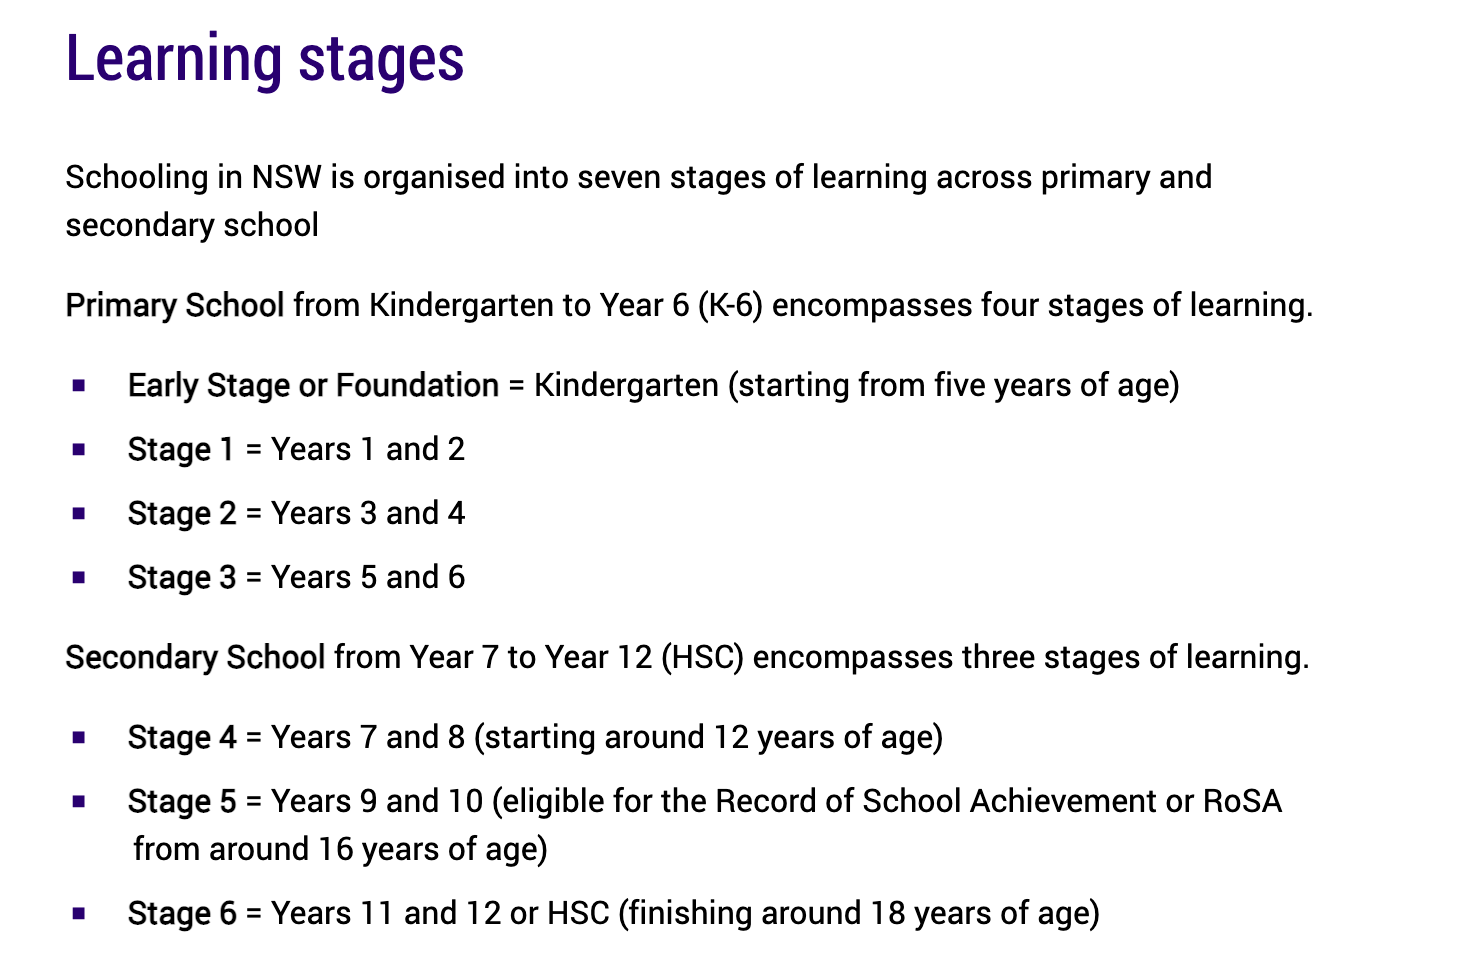 Learning stages
Schooling in NSW is organised into seven stages of learning across primary and
secondary school
Primary School from Kindergarten to Year 6 (K-6) encompasses four stages of learning.
▪ Early Stage or Foundation = Kindergarten (starting from five years of age)
▪ Stage 1 = Years 1 and 2
▪ Stage 2 = Years 3 and 4
▪ Stage 3 = Years 5 and 6
Secondary School from Year 7 to Year 12 (HSC) encompasses three stages of learning.
▪ Stage 4 = Years 7 and 8 (starting around 12 years of age)
▪ Stage 5 = Years 9 and 10 (eligible for the Record of School Achievement or RoSA
from around 16 years of age)
▪ Stage 6 = Years 11 and 12 or HSC (finishing around 18 years of age)